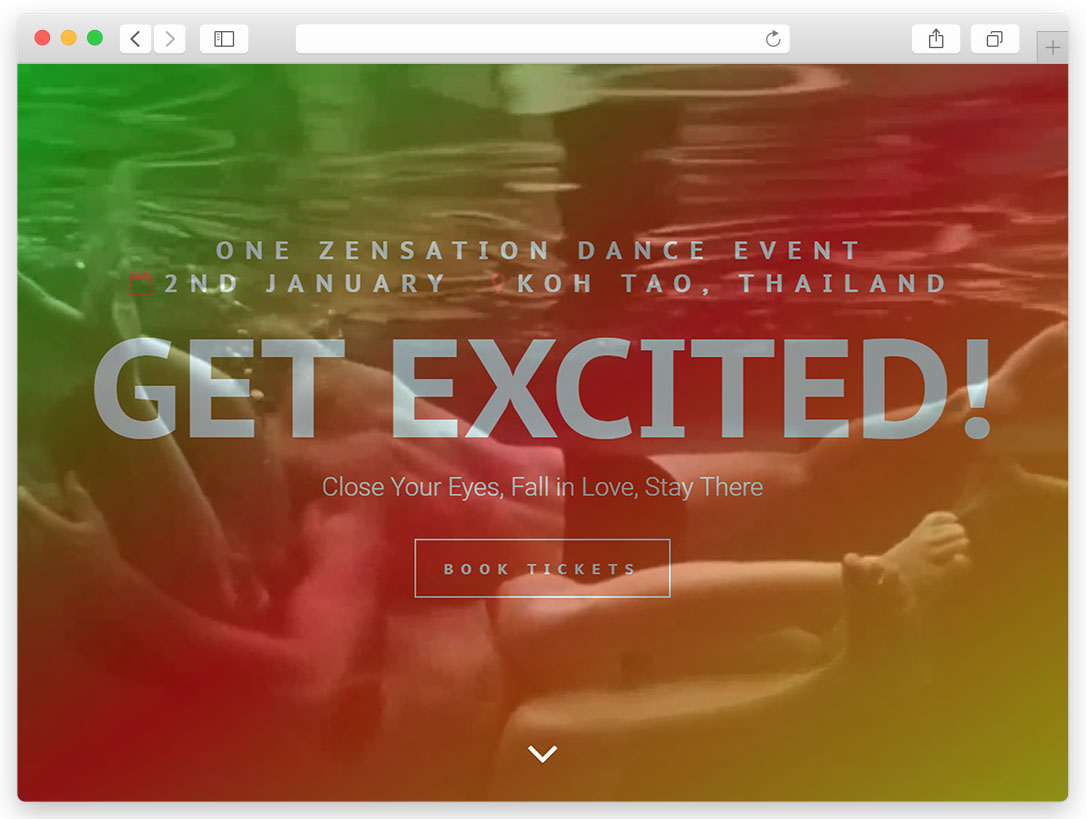 ONE ZENSATION DANCE EVENT
2ND JANUARY KOH TAO, THAILAND
GET EXCITED!
Close Your Eyes, Fall in Love, Stay There
BOOK TICKETS